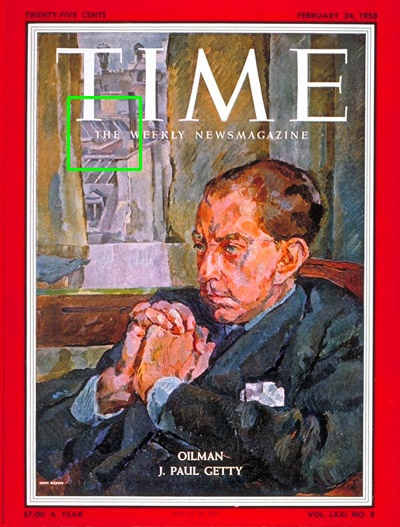 TWENTY-FIVE CENTS
FEBRUARY 24, 1958
TIME
THE WEEKLY NEWSMAGAZINE
OILMAN
J. PAUL GETTY
$7.00 A YEAR
VOL. LXXI NO. 8